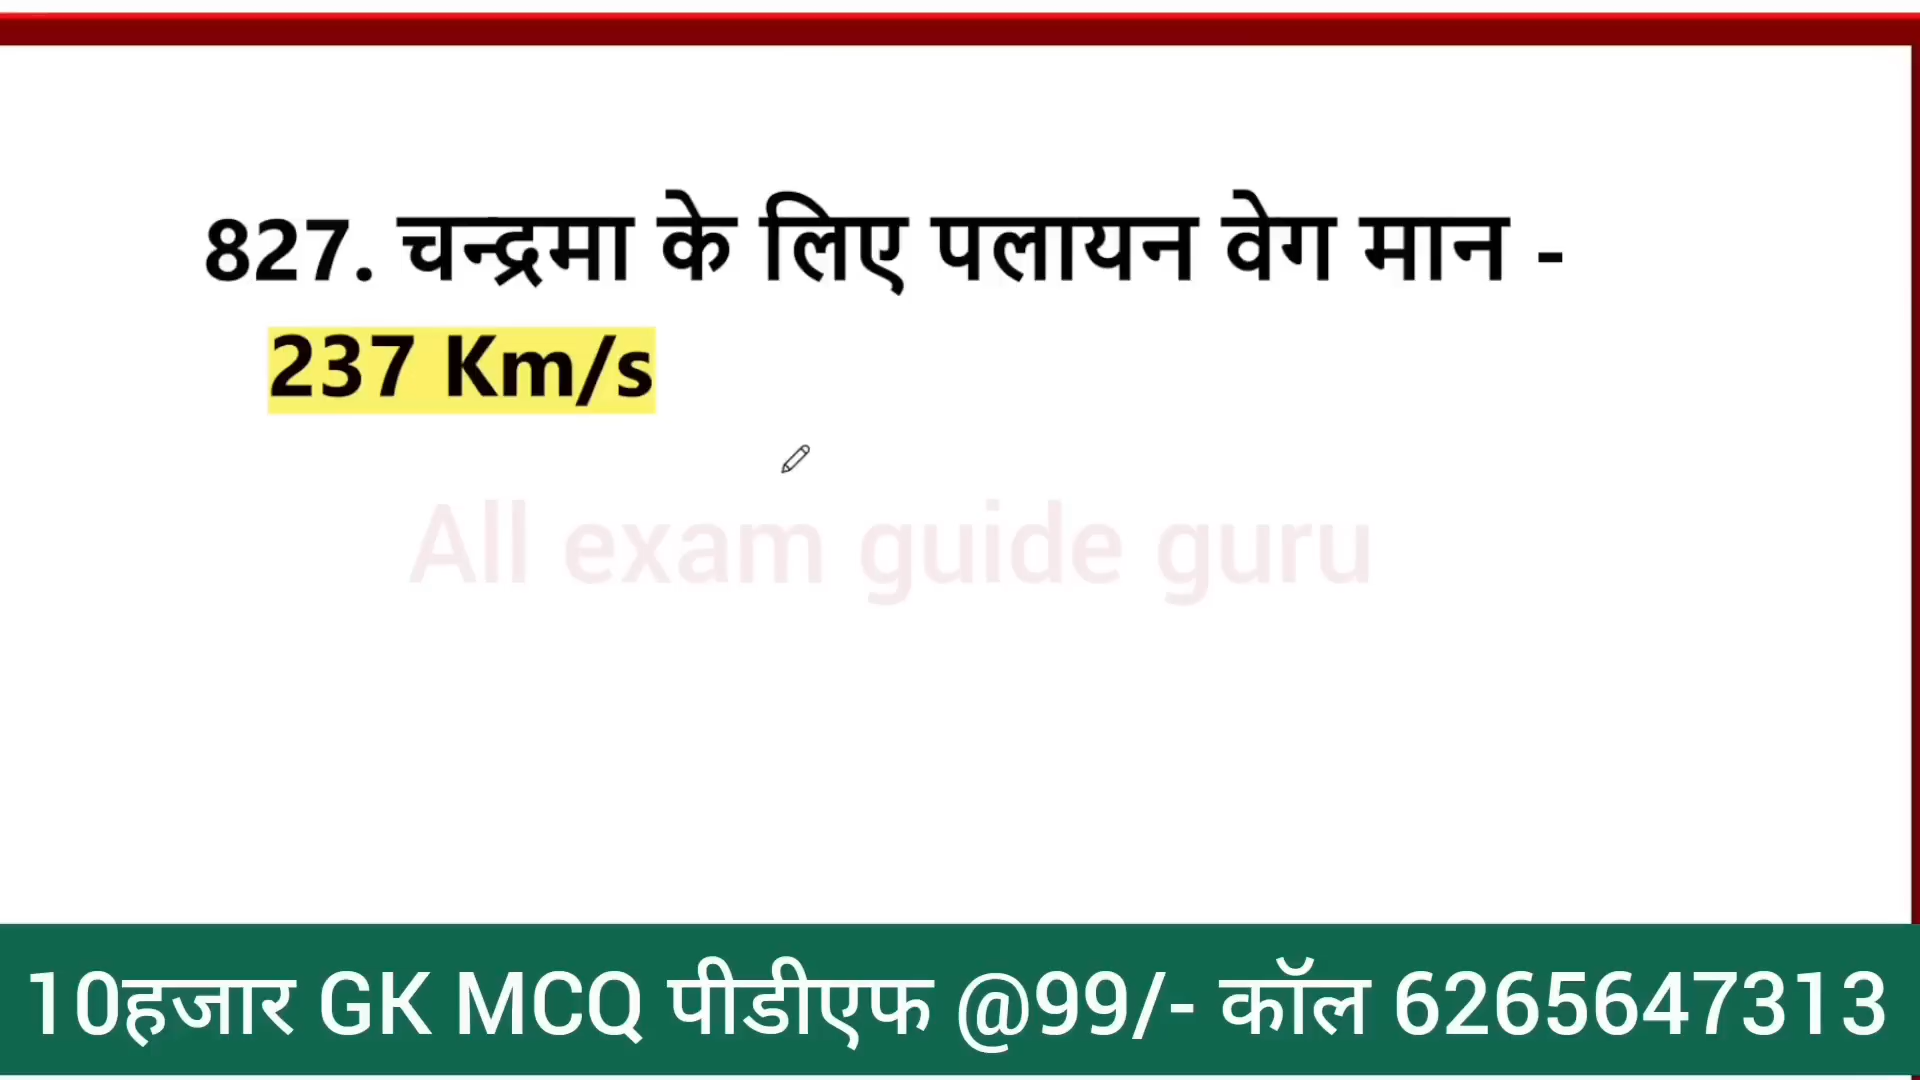 827. चन्द्रमा के लिए पलायन वेग मान -
237 Km/s
All exam guide guru
10हजार GK MCQ पीडीएफ @99/- कॉल 6265647313